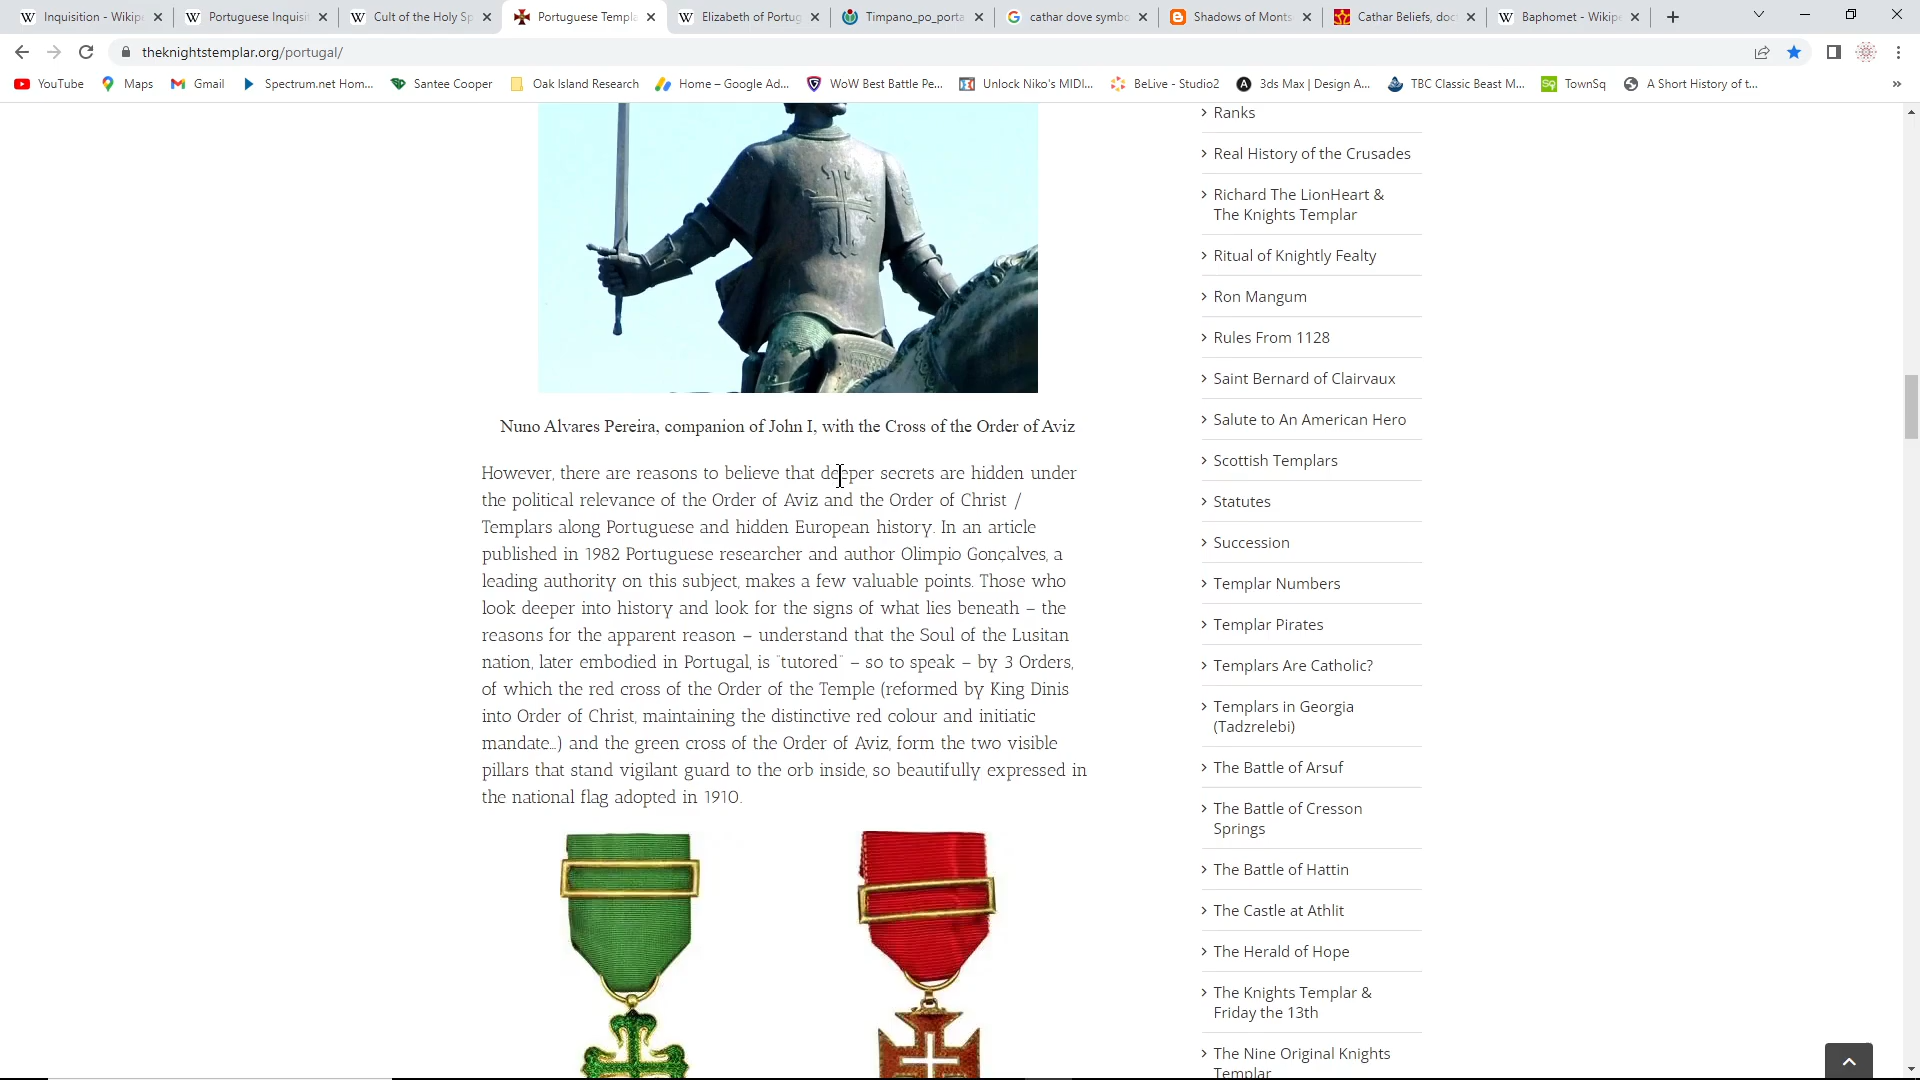 Inquisition - Wikip
Portuguese Inquisi
Cult of the Holy Sp
Portuguese Templa
Elizabeth of Portug
Timpano_po_porta
cathar dove symbo
Shadows of Monts
Cathar Beliefs, doc
Baphomet - Wikipe
theknightstemplar.org/portugal/
YouTube
Maps
Gmail
Spectrum.net Hom...
Santee Cooper
Oak Island Research
Home – Google Ad...
WoW Best Battle Pe...
Unlock Niko's MIDI...
BeLive - Studio2
3ds Max | Design A...
TBC Classic Beast M...
TownSq
A Short History of t...
Nuno Alvares Pereira, companion of John I, with the Cross of the Order of Aviz
However, there are reasons to believe that deeper secrets are hidden under
the political relevance of the Order of Aviz and the Order of Christ /
Templars along Portuguese and hidden European history. In an article
published in 1982 Portuguese researcher and author Olimpio Gonçalves, a
leading authority on this subject, makes a few valuable points. Those who
look deeper into history and look for the signs of what lies beneath – the
reasons for the apparent reason – understand that the Soul of the Lusitan
nation, later embodied in Portugal, is "tutored" – so to speak – by 3 Orders,
of which the red cross of the Order of the Temple (reformed by King Dinis
into Order of Christ, maintaining the distinctive red colour and initiatic
mandate...) and the green cross of the Order of Aviz, form the two visible
pillars that stand vigilant guard to the orb inside, so beautifully expressed in
the national flag adopted in 1910.
Ranks
Real History of the Crusades
Richard The LionHeart &
The Knights Templar
Ritual of Knightly Fealty
Ron Mangum
Rules From 1128
Saint Bernard of Clairvaux
Salute to An American Hero
Scottish Templars
Statutes
Succession
Templar Numbers
Templar Pirates
Templars Are Catholic?
Templars in Georgia
(Tadzrelebi)
The Battle of Arsuf
The Battle of Cresson
Springs
The Battle of Hattin
The Castle at Athlit
The Herald of Hope
The Knights Templar &
Friday the 13th
The Nine Original Knights
Templar